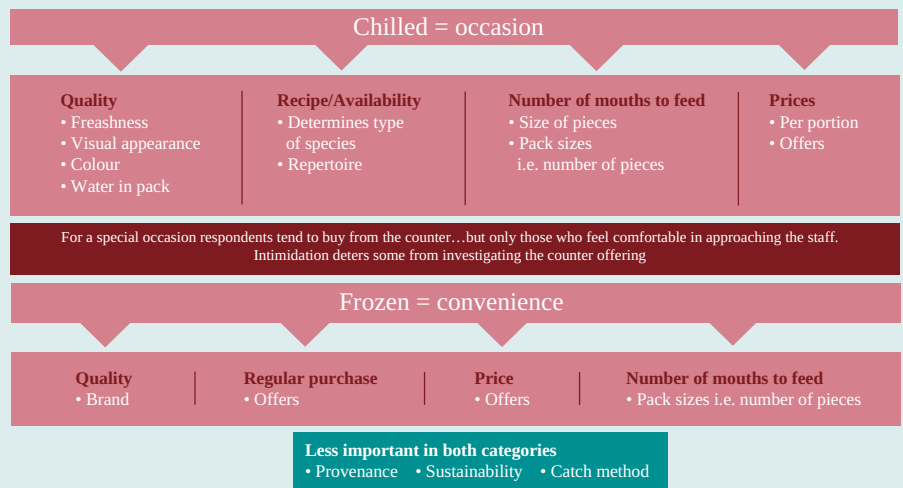 Chilled = occasion
Quality
• Freashness
• Visual appearance
• Colour
• Water in pack
Recipe/Availability
• Determines type
of species
• Repertoire
Number of mouths to feed
• Size of pieces
• Pack sizes
i.e. number of pieces
Prices
• Per portion
• Offers
For a special occasion respondents tend to buy from the counter…but only those who feel comfortable in approaching the staff.
Intimidation deters some from investigating the counter offering
Frozen = convenience
Quality
• Brand
Regular purchase
• Offers
Price
• Offers
Number of mouths to feed
• Pack sizes i.e. number of pieces
Less important in both categories
• Provenance • Sustainability • Catch method